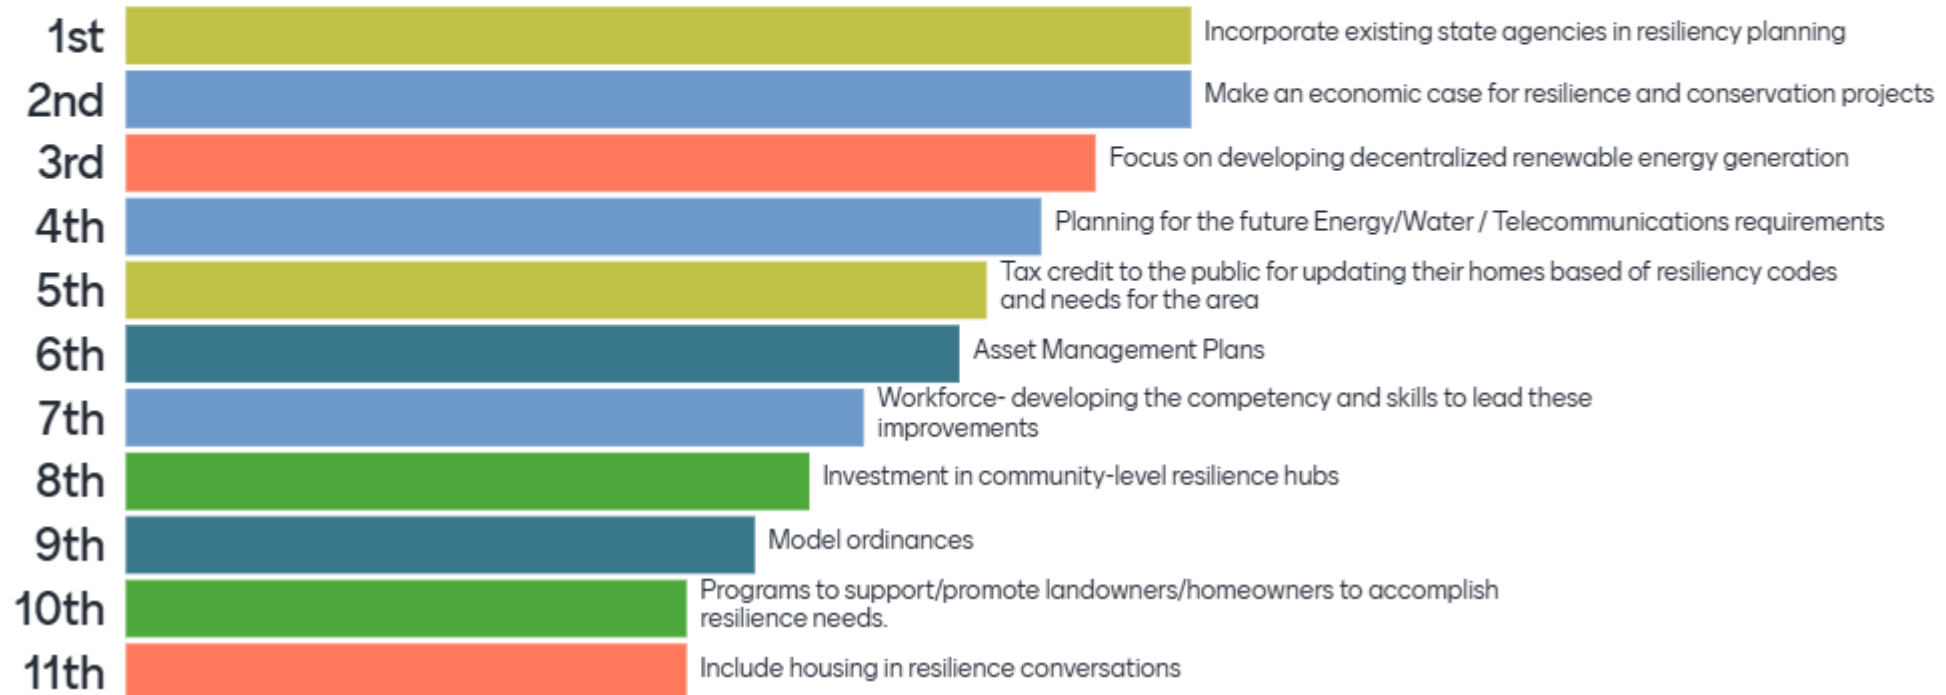 1st
Incorporate existing state agencies in resiliency planning
2nd
Make an economic case for resilience and conservation projects
3rd
Focus on developing decentralized renewable energy generation
4th
Planning for the future Energy/Water / Telecommunications requirements
5th
Tax credit to the public for updating their homes based of resiliency codes
and needs for the area
6th
Asset Management Plans
7th
Workforce- developing the competency and skills to lead these
improvements
8th
Investment in community-level resilience hubs
9th
Model ordinances
10th
Programs to support/promote landowners/homeowners to accomplish
resilience needs.
11th
Include housing in resilience conversations